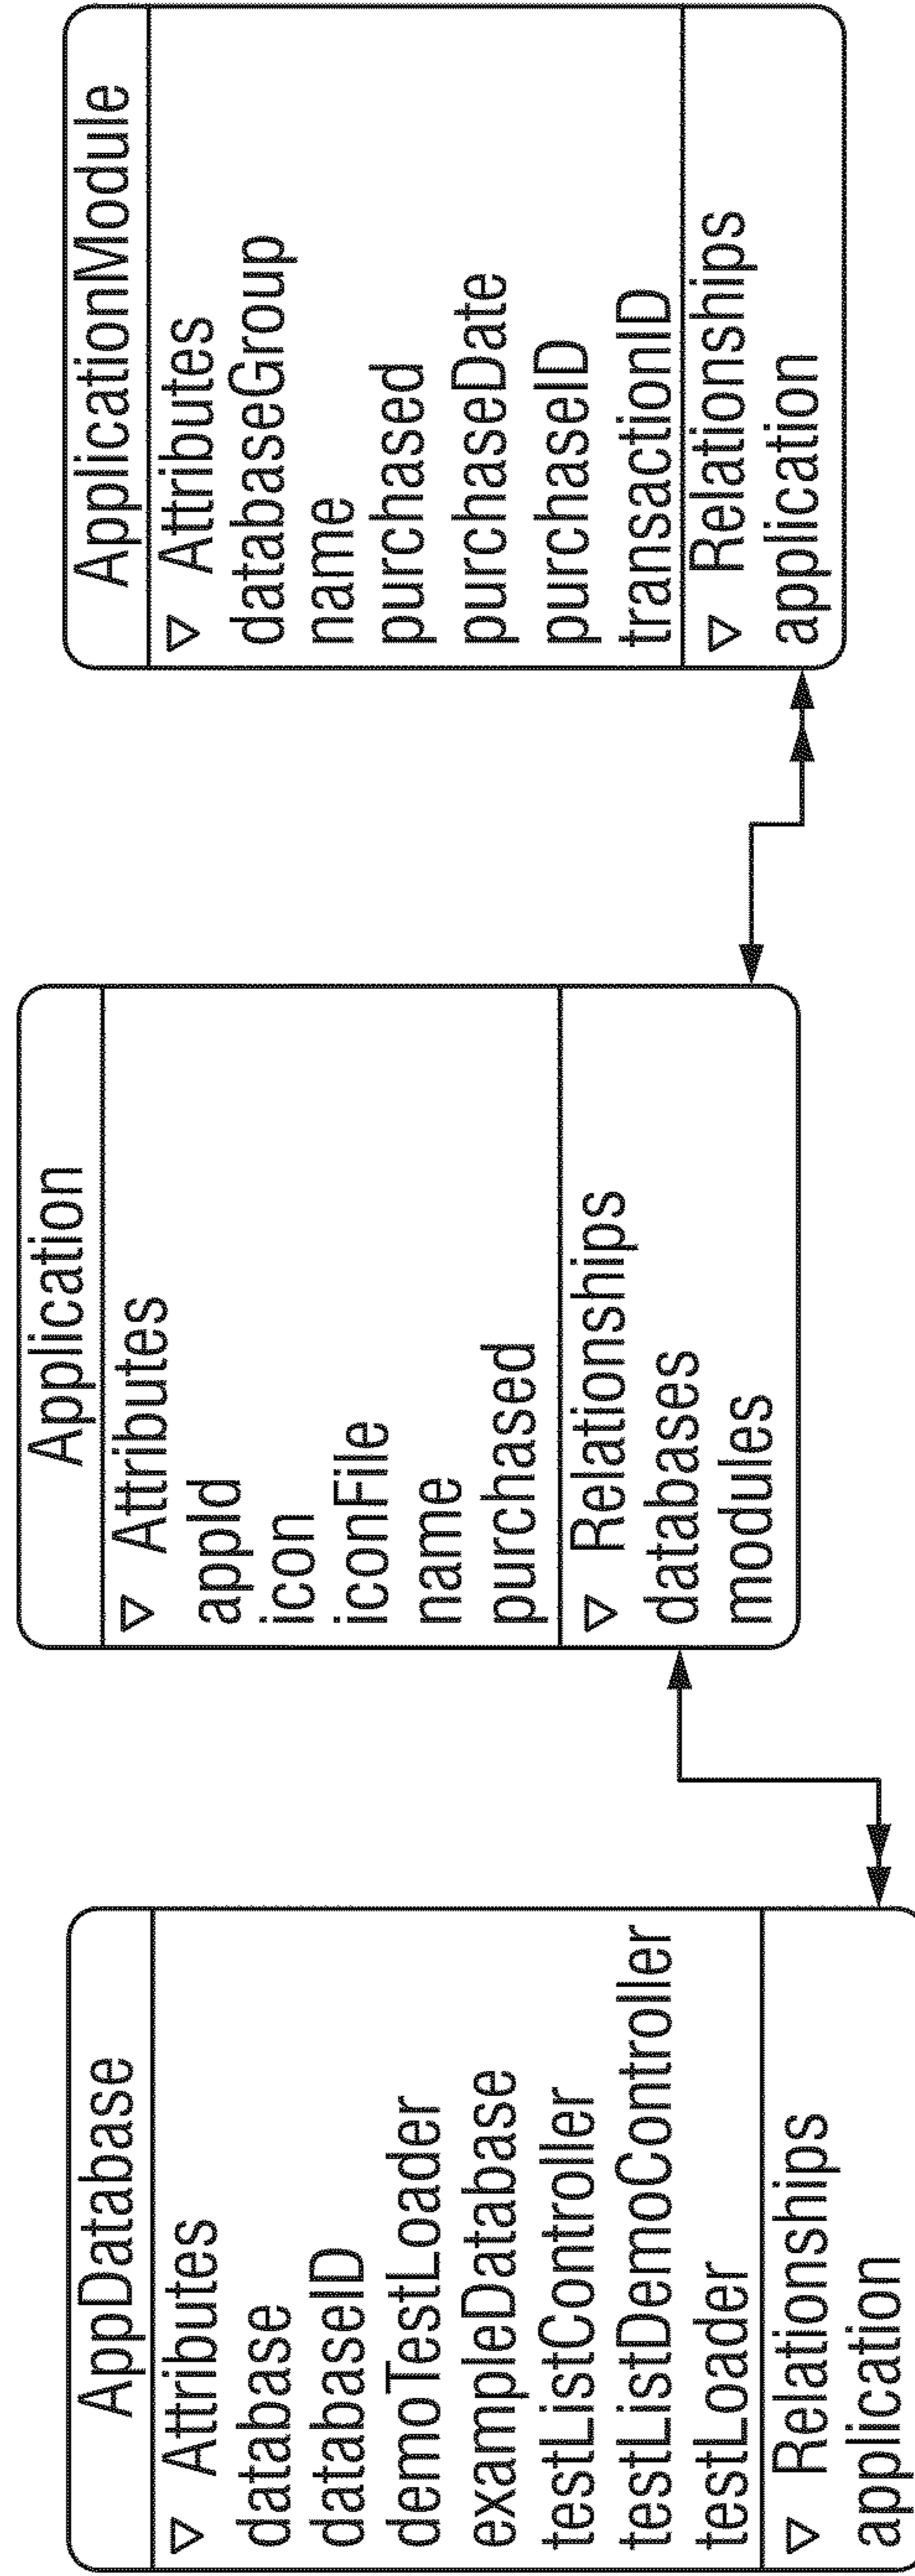 AppDatabase
▽ Attributes
database
databaseID
demoTestLoader
exampleDatabase
testListController
testListDemoController
testLoader
▽ Relationships
application
Application
▽ Attributes
appId
icon
iconFile
name
purchased
▽ Relationships
databases
modules
ApplicationModule
▽ Attributes
databaseGroup
name
purchased
purchaseDate
purchaseID
transactionID
▽ Relationships
application